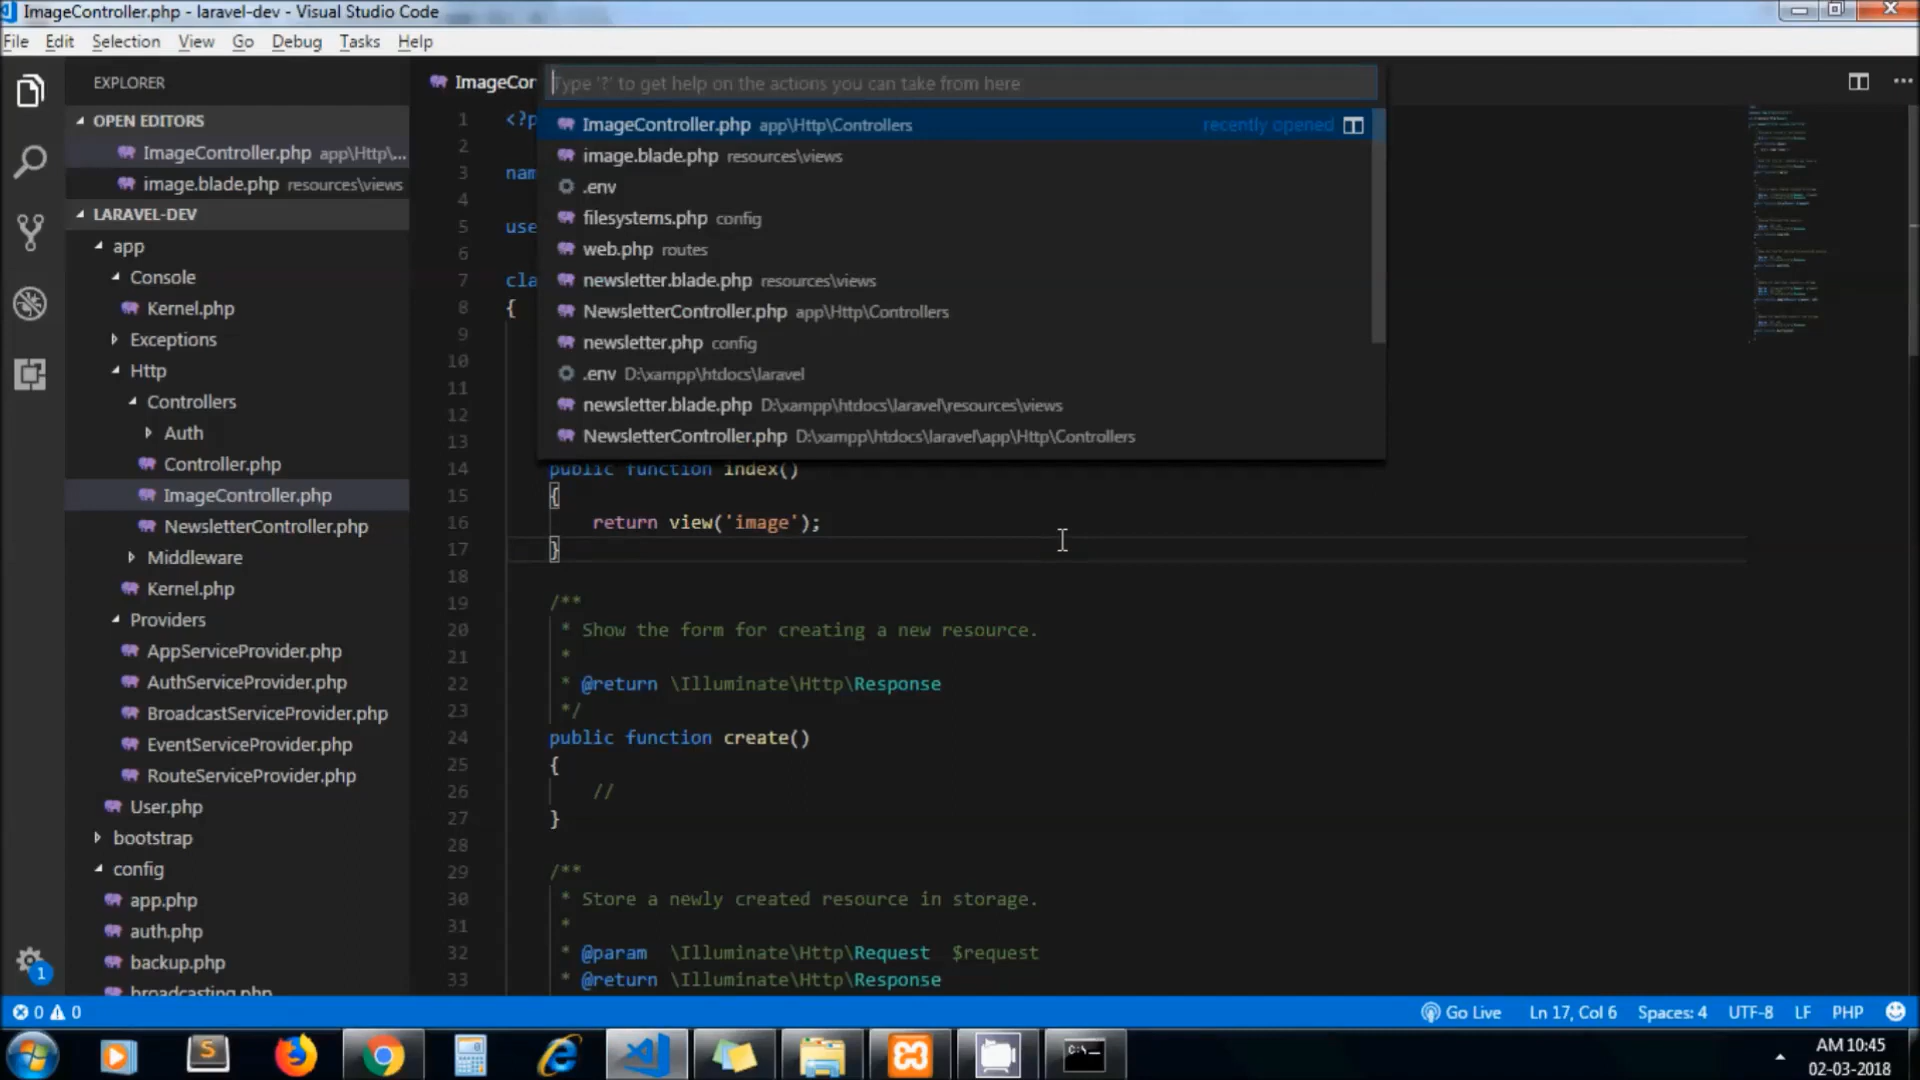 ImageController.php - laravel-dev - Visual Studio Code
File Edit Selection View Go Debug Tasks Help
EXPLORER
OPEN EDITORS
ImageController.php app\Http\...
image.blade.php resources\views
LARAVEL-DEV
app
Console
Kernel.php
Exceptions
Http
Controllers
Auth
Controller.php
ImageController.php
NewsletterController.php
Middleware
Kernel.php
Providers
AppServiceProvider.php
AuthServiceProvider.php
BroadcastServiceProvider.php
EventServiceProvider.php
RouteServiceProvider.php
User.php
bootstrap
config
app.php
auth.php
backup.php
broadcasting.php
1
ImageCor
Type '?' to get help on the actions you can take from here
ImageController.php app\Http\Controllers recently opened
image.blade.php resources\views
.env
filesystems.php config
web.php routes
newsletter.blade.php resources\views
NewsletterController.php app\Http\Controllers
newsletter.php config
.env D:\xampp\htdocs\laravel
newsletter.blade.php D:\xampp\htdocs\laravel\resources\views
NewsletterController.php D:\xampp\htdocs\laravel\app\Http\Controllers
1 <?p
2
3 nam
4
5 use
6
7 cla
8 {
9
10
11
12
13
14 public function index()
15 {
16 return view('image');
17 }
18
19 /**
20 * Show the form for creating a new resource.
21 *
22 * @return \Illuminate\Http\Response
23 */
24 public function create()
25 {
26 //
27 }
28
29 /**
30 * Store a newly created resource in storage.
31 *
32 * @param \Illuminate\Http\Request $request
33 * @return \Illuminate\Http\Response
0 0 Go Live Ln 17, Col 6 Spaces: 4 UTF-8 LF PHP
S
C:\
AM 10:45
02-03-2018